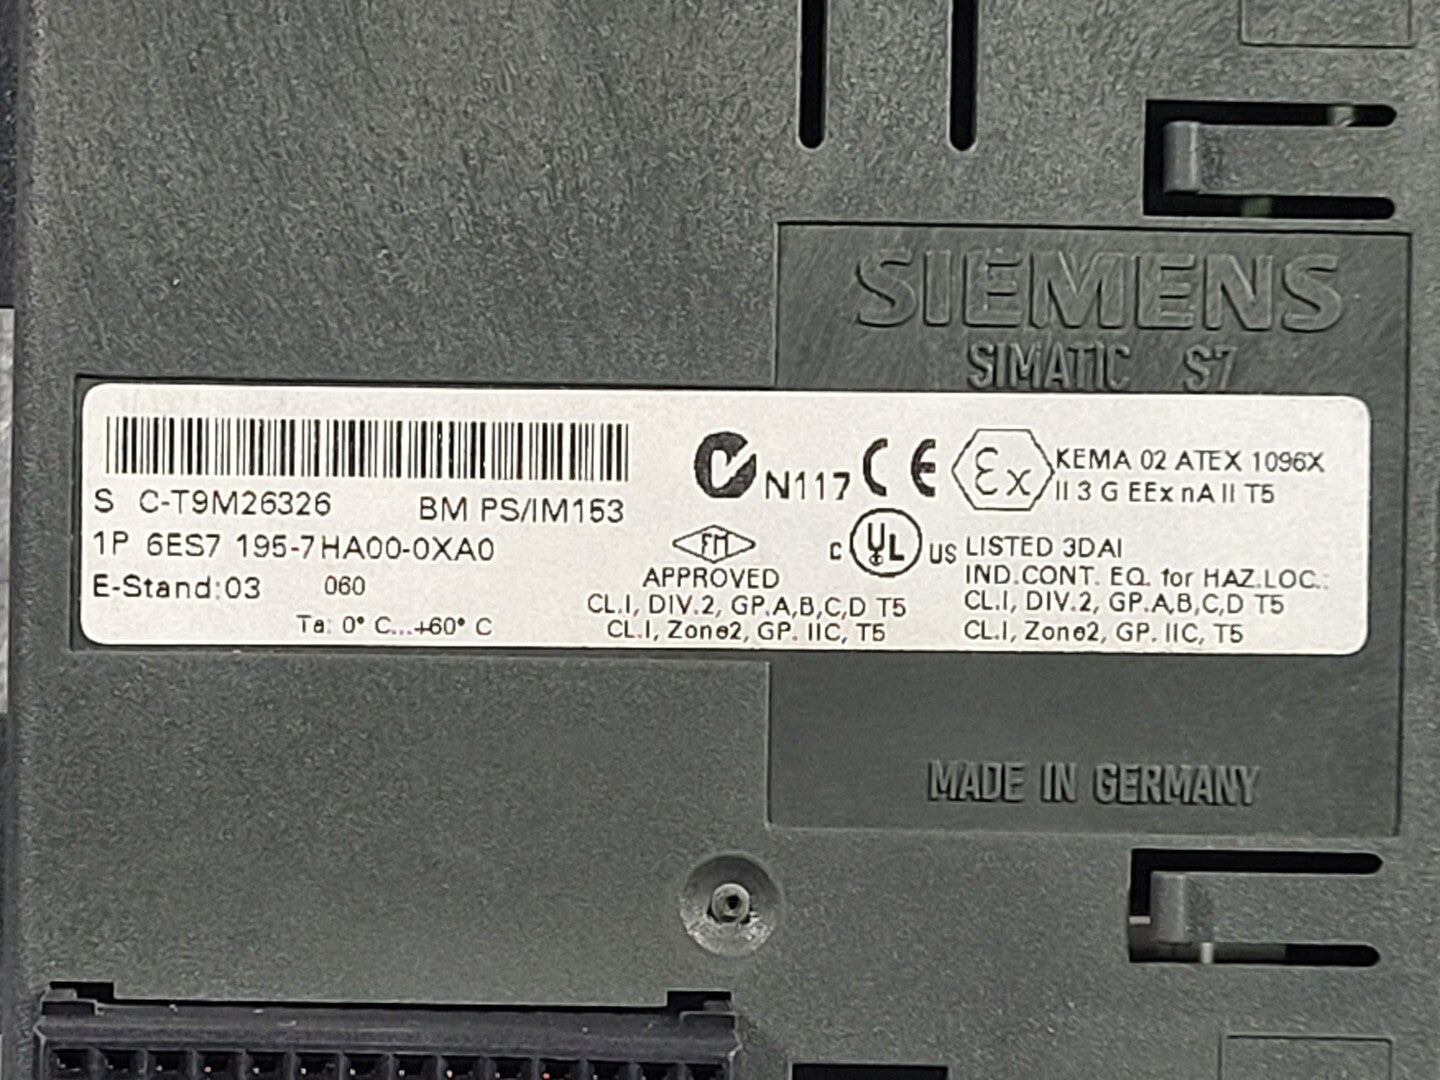 SIEMENS
SIMATIC S7
S C-T9M26326 BM PS/IM153
1P 6ES7 195-7HA00-0XA0
E-Stand:03 060
Ta: 0° C...+60° C
N117 CE Ex KEMA 02 ATEX 1096X
II 3 G EEx nA II T5
FM
APPROVED
CL.I, DIV.2, GP.A,B,C,D T5
CL.I, Zone2, GP. IIC, T5
C UL US LISTED 3DAI
IND.CONT. EQ. for HAZ.LOC.:
CL.I, DIV.2, GP.A,B,C,D T5
CL.I, Zone2, GP. IIC, T5
MADE IN GERMANY